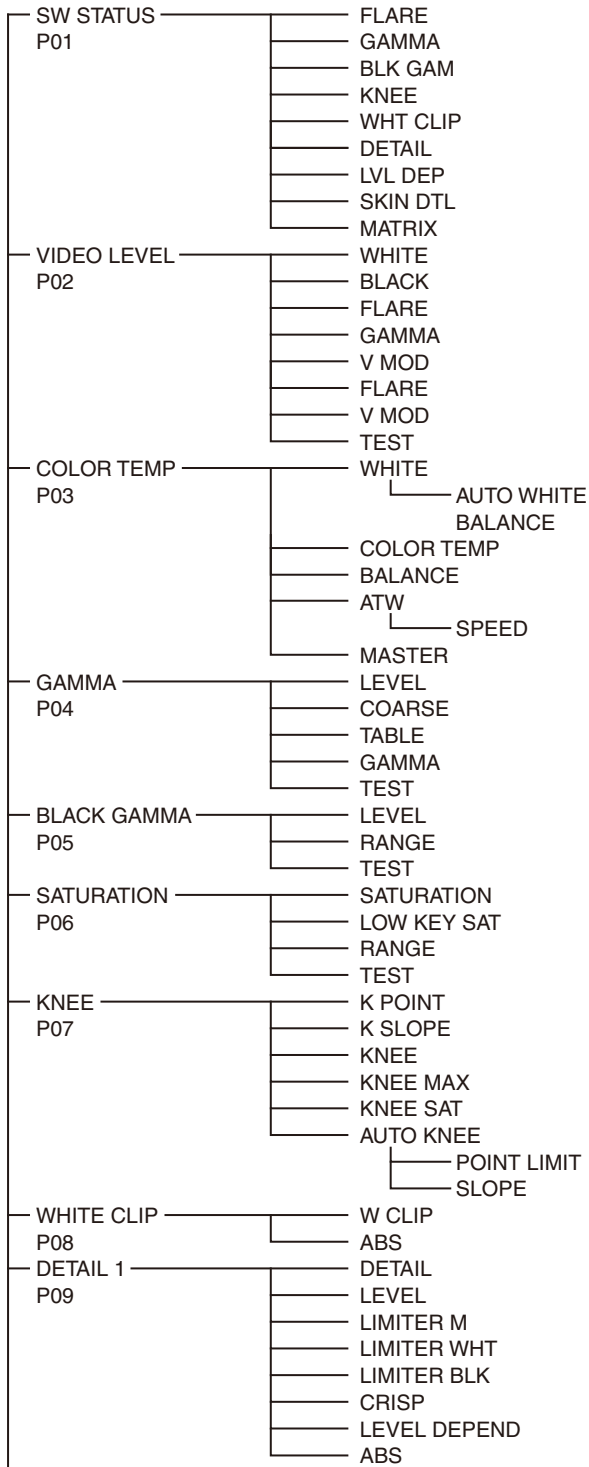 SW STATUS
P01
FLARE
GAMMA
BLK GAM
KNEE
WHT CLIP
DETAIL
LVL DEP
SKIN DTL
MATRIX
VIDEO LEVEL
P02
WHITE
BLACK
FLARE
GAMMA
V MOD
FLARE
V MOD
TEST
COLOR TEMP
P03
WHITE
AUTO WHITE
BALANCE
COLOR TEMP
BALANCE
ATW
SPEED
MASTER
GAMMA
P04
LEVEL
COARSE
TABLE
GAMMA
TEST
BLACK GAMMA
P05
LEVEL
RANGE
TEST
SATURATION
P06
SATURATION
LOW KEY SAT
RANGE
TEST
KNEE
P07
K POINT
K SLOPE
KNEE
KNEE MAX
KNEE SAT
AUTO KNEE
POINT LIMIT
SLOPE
WHITE CLIP
P08
W CLIP
ABS
DETAIL 1
P09
DETAIL
LEVEL
LIMITER M
LIMITER WHT
LIMITER BLK
CRISP
LEVEL DEPEND
ABS